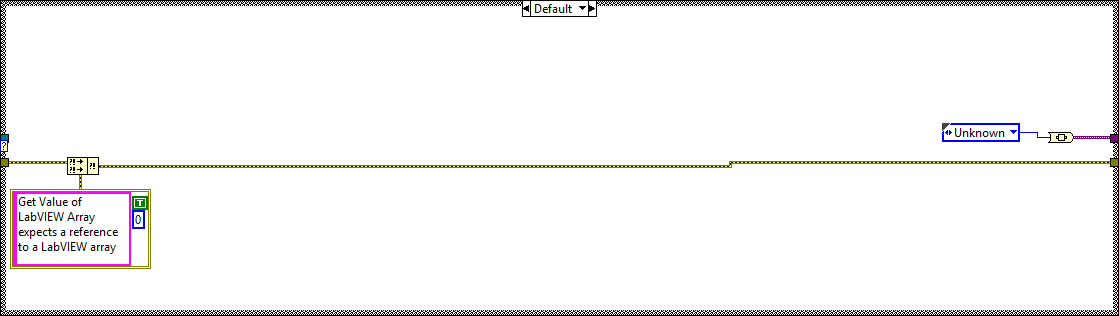 Default
Unknown
?
?! ?! ?!
Get Value of
LabVIEW Array
expects a reference
to a LabVIEW array
T
0